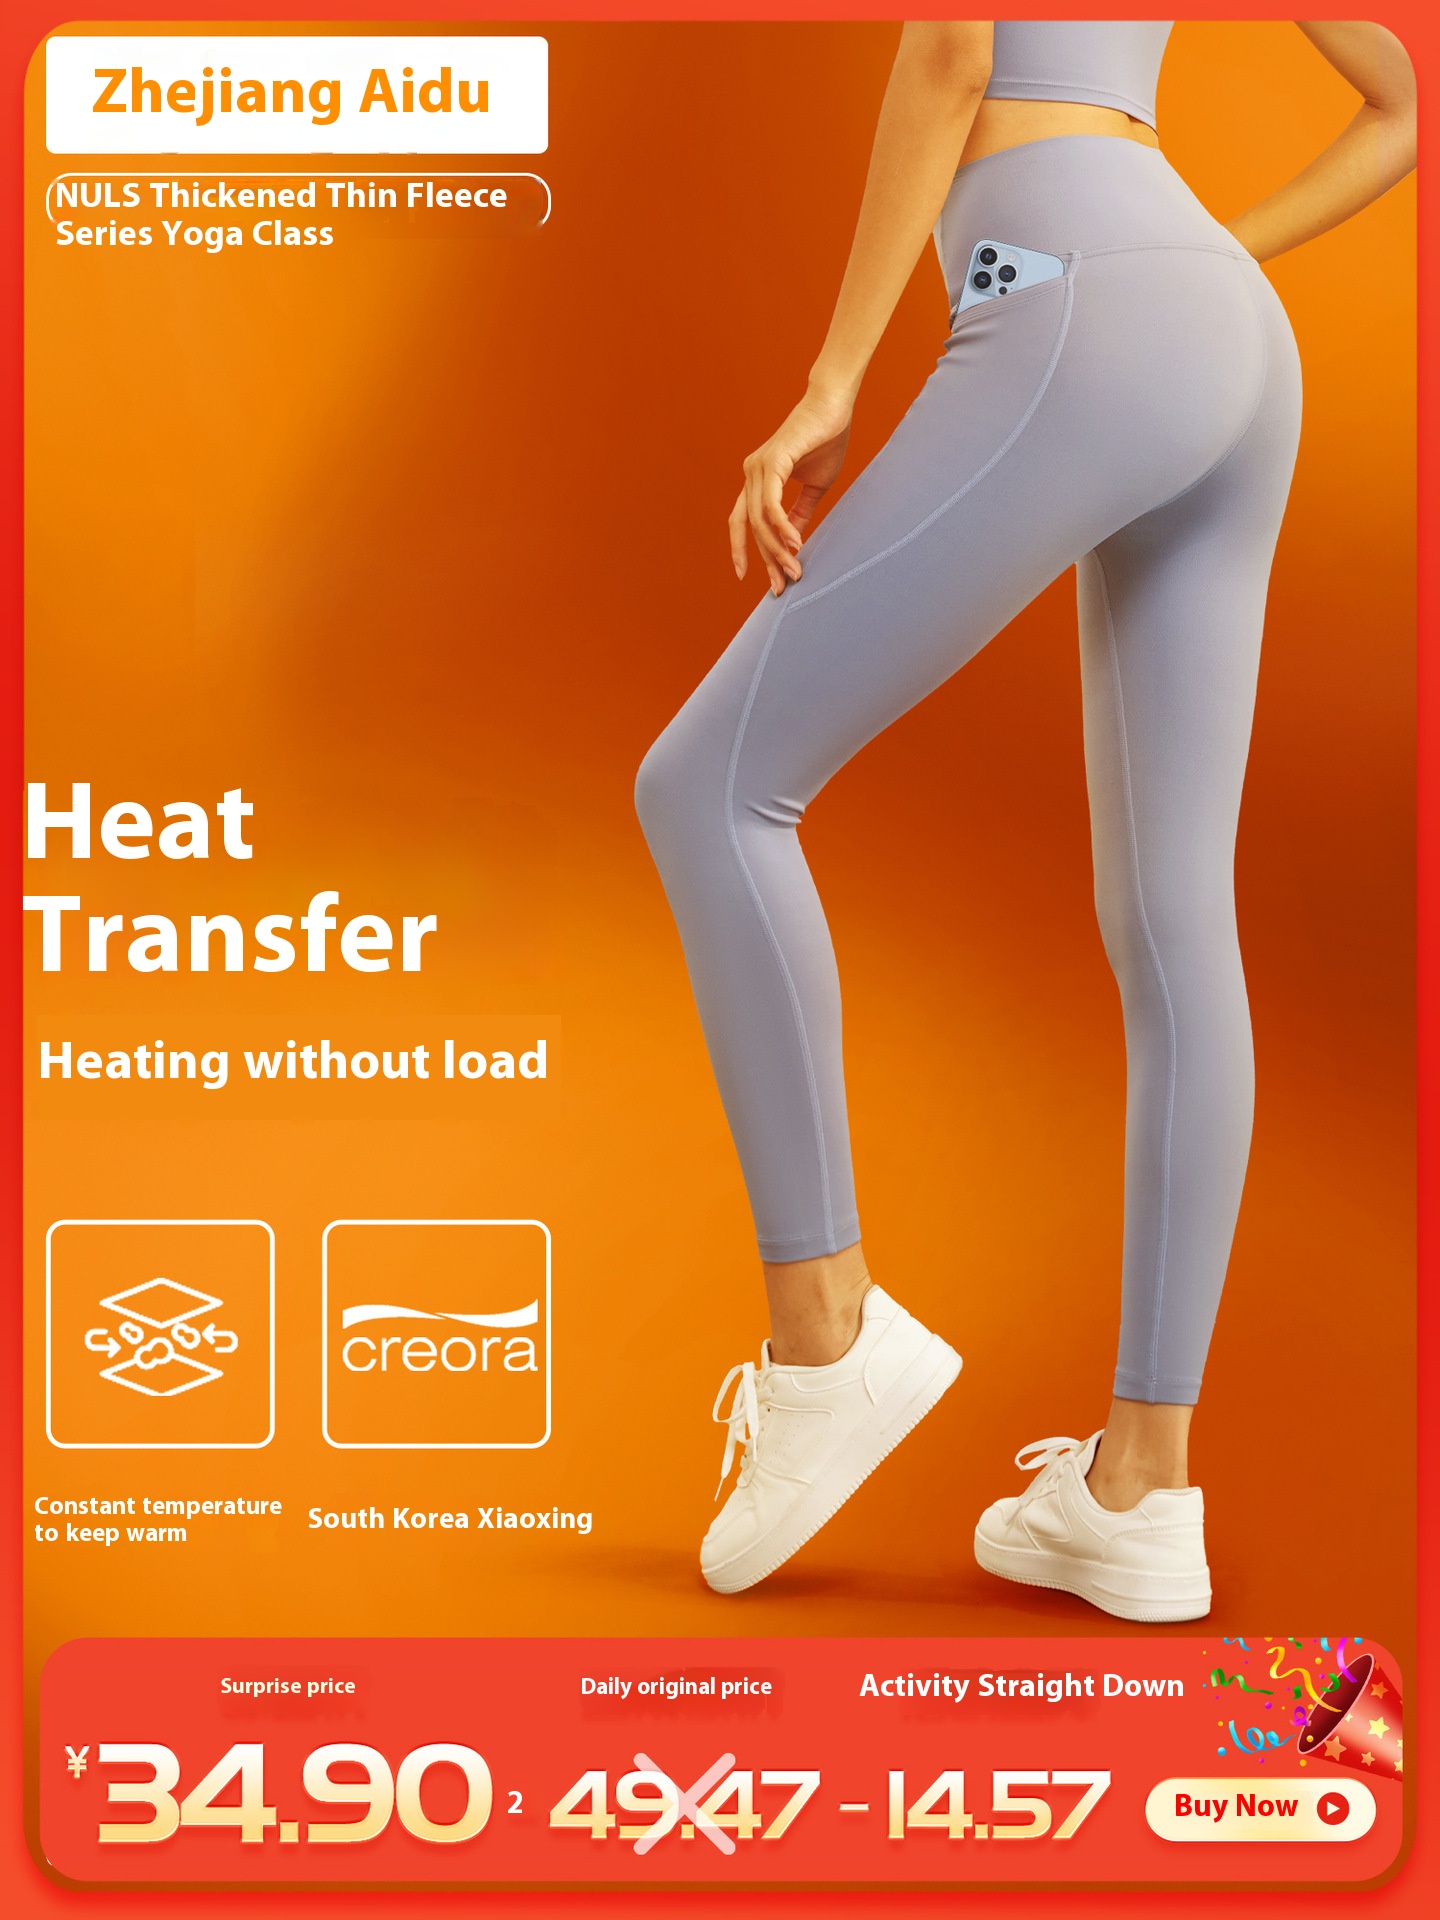 Zhejiang Aidu
NULS Thickened Thin Fleece
Series Yoga Class
Heat
Transfer
Heating without load
creora
Constant temperature
to keep warm
South Korea Xiaoxing
Surprise price
Daily original price
Activity Straight Down
¥34.90 2 49.47 - 14.57
Buy Now